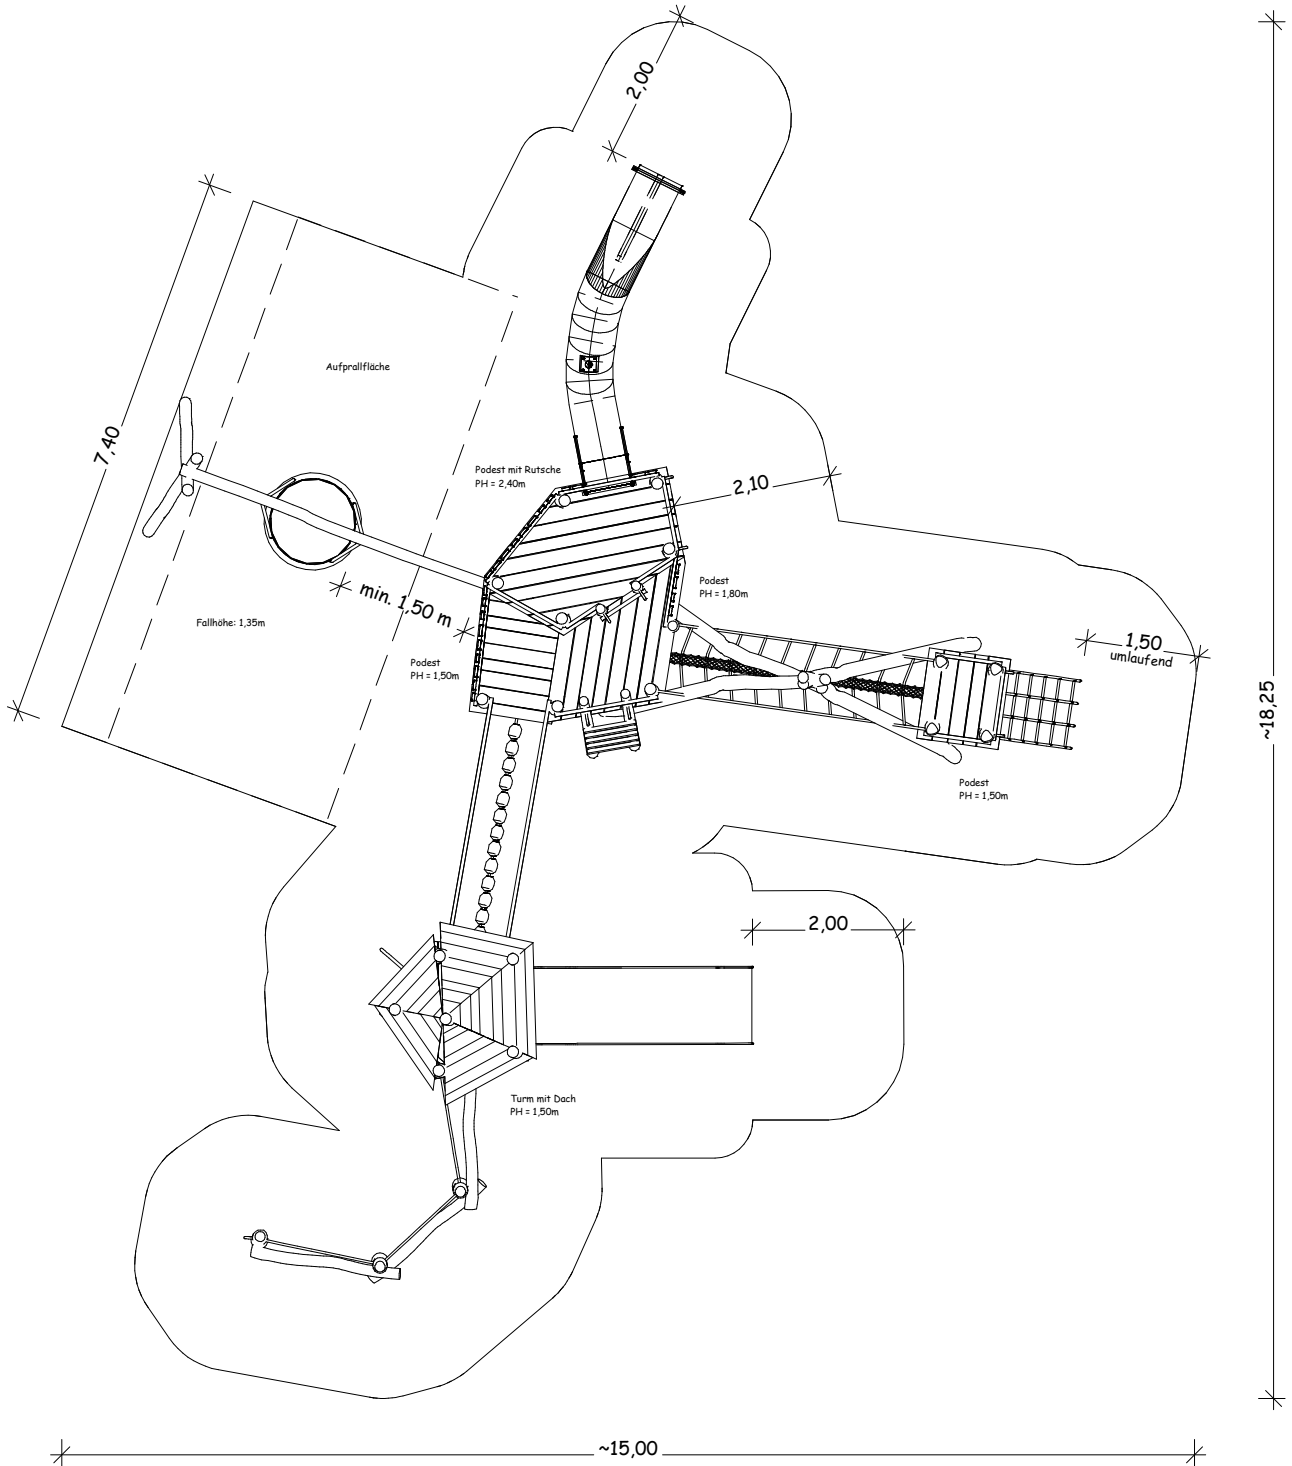 2,00
7,40
Aufprallfläche
Podest mit Rutsche
PH = 2,40m
2,10
min. 1,50 m
Podest
PH = 1,80m
Fallhöhe: 1,35m
Podest
PH = 1,50m
1,50
umlaufend
~18,25
Podest
PH = 1,50m
2,00
Turm mit Dach
PH = 1,50m
~15,00